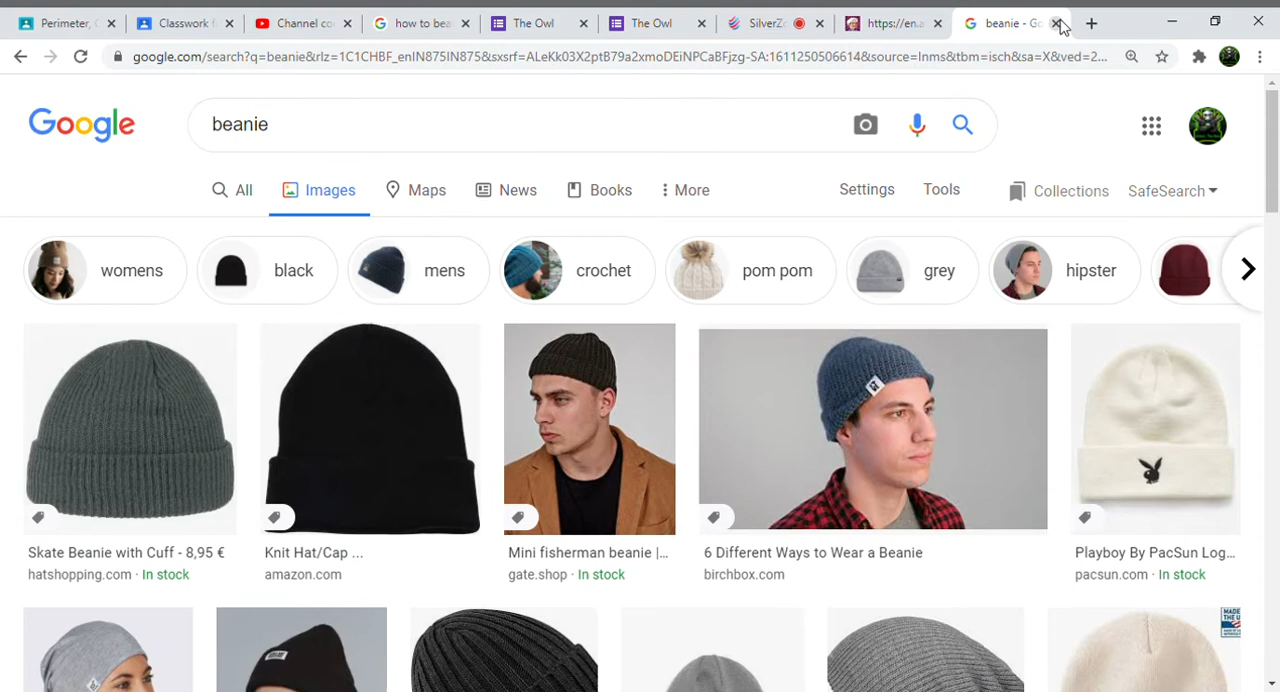 Perimeter, Classwork f Channel co how to bea The Owl The Owl SilverZ https://en.a beanie - Go
google.com/search?q=beanie&rlz=1C1CHBF_enIN875IN875&sxsrf=ALeKk03X2ptB79a2xmoDEiNPCaBFjzg-SA:1611250506614&source=lnms&tbm=isch&sa=X&ved=2...
Google beanie
All Images Maps News Books More Settings Tools Collections SafeSearch
womens black mens crochet pom pom grey hipster
Skate Beanie with Cuff - 8,95 € Knit Hat/Cap ... Mini fisherman beanie |... 6 Different Ways to Wear a Beanie Playboy By PacSun Log...
hatshopping.com · In stock amazon.com gate.shop · In stock birchbox.com pacsun.com · In stock
MADE
THE U